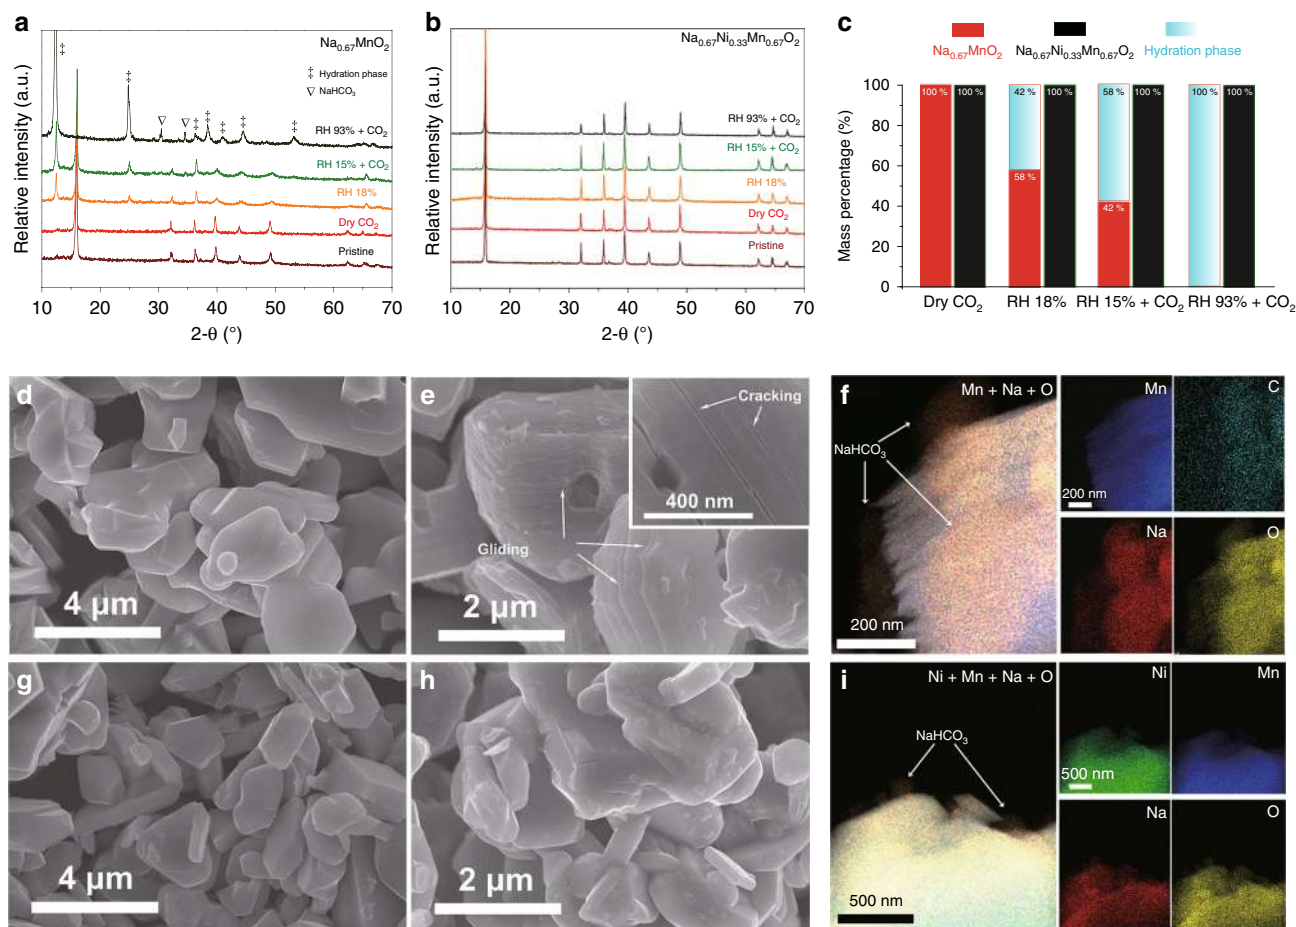 a
Na0.67MnO2
‡
‡ Hydration phase
▽ NaHCO3
‡
▽ ▽ ‡ ‡ ‡ ‡ ‡
RH 93% + CO2
RH 15% + CO2
RH 18%
Dry CO2
Pristine
Relative intensity (a.u.)
10 20 30 40 50 60 70
2-θ (°)
b
Na0.67Ni0.33Mn0.67O2
RH 93% + CO2
RH 15% + CO2
RH 18%
Dry CO2
Pristine
Relative intensity (a.u.)
10 20 30 40 50 60 70
2-θ (°)
c
Na0.67MnO2 Na0.67Ni0.33Mn0.67O2 Hydration phase
Mass percentage (%)
100
80
60
40
20
0
100 % 100 % 42 % 100 % 58 % 100 % 100 % 100 %
58 %
42 %
Dry CO2 RH 18% RH 15% + CO2 RH 93% + CO2
d
4 μm
e
Cracking
400 nm
Gliding
2 μm
f
Mn + Na + O
NaHCO3
200 nm
Mn
200 nm
C
Na
O
g
4 μm
h
2 μm
i
Ni + Mn + Na + O
NaHCO3
500 nm
Ni
500 nm
Mn
Na
O